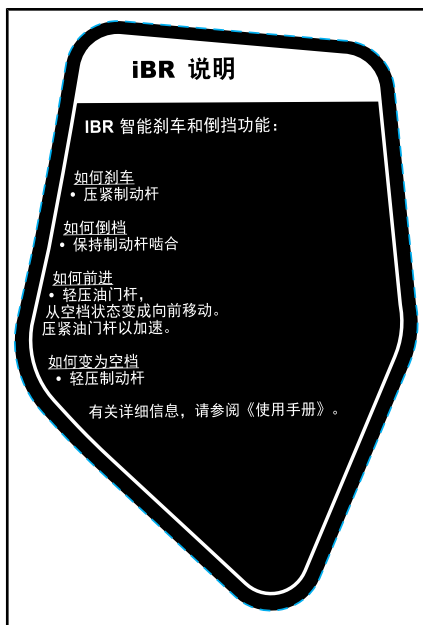 iBR 说明
IBR 智能刹车和倒挡功能：
如何刹车
• 压紧制动杆
如何倒档
• 保持制动杆啮合
如何前进
• 轻压油门杆，
从空档状态变成向前移动。
压紧油门杆以加速。
如何变为空档
• 轻压制动杆
有关详细信息，请参阅《使用手册》。